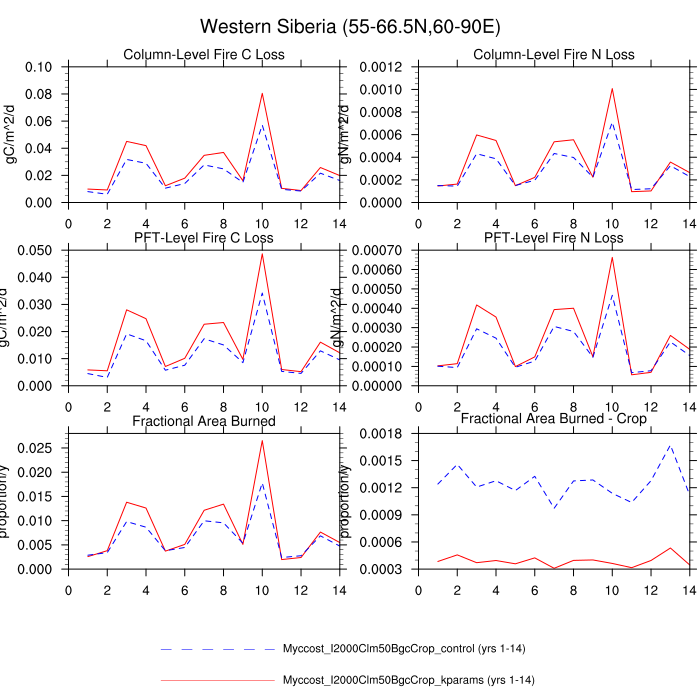 Western Siberia (55-66.5N,60-90E)
Column-Level Fire C Loss
gC/m^2/d
0.10
0.08
0.06
0.04
0.02
0.00
0 2 4 6 8 10 12 14
Column-Level Fire N Loss
gN/m^2/d
0.0012
0.0010
0.0008
0.0006
0.0004
0.0002
0.0000
0 2 4 6 8 10 12 14
PFT-Level Fire C Loss
gC/m^2/d
0.050
0.040
0.030
0.020
0.010
0.000
0 2 4 6 8 10 12 14
PFT-Level Fire N Loss
gN/m^2/d
0.00070
0.00060
0.00050
0.00040
0.00030
0.00020
0.00010
0.00000
0 2 4 6 8 10 12 14
Fractional Area Burned
proportion/y
0.025
0.020
0.015
0.010
0.005
0.000
0 2 4 6 8 10 12 14
Fractional Area Burned - Crop
proportion/y
0.0018
0.0015
0.0012
0.0009
0.0006
0.0003
0 2 4 6 8 10 12 14
Myccost_I2000Clm50BgcCrop_control (yrs 1-14)
Myccost_I2000Clm50BgcCrop_kparams (yrs 1-14)